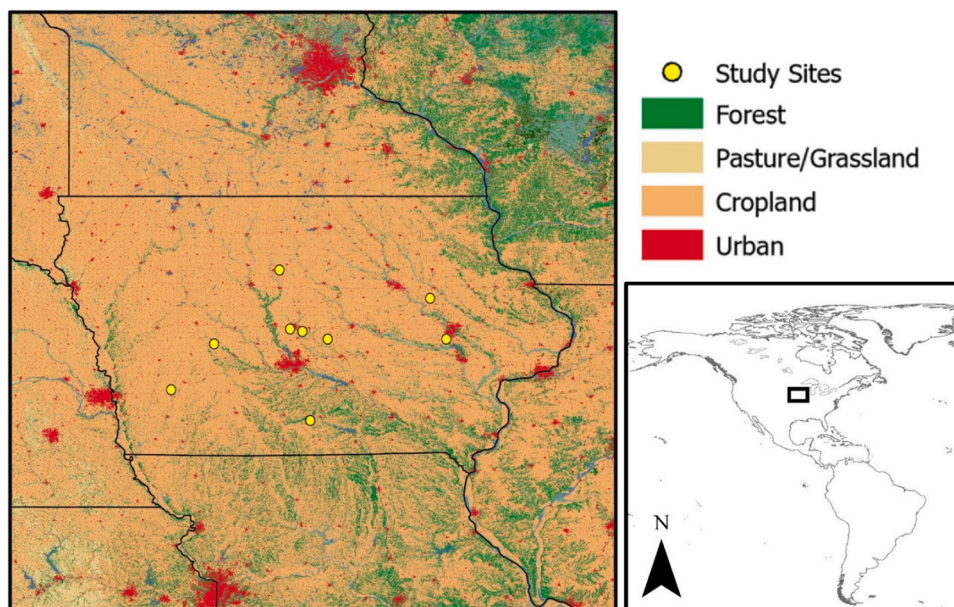 Study Sites
Forest
Pasture/Grassland
Cropland
Urban
N